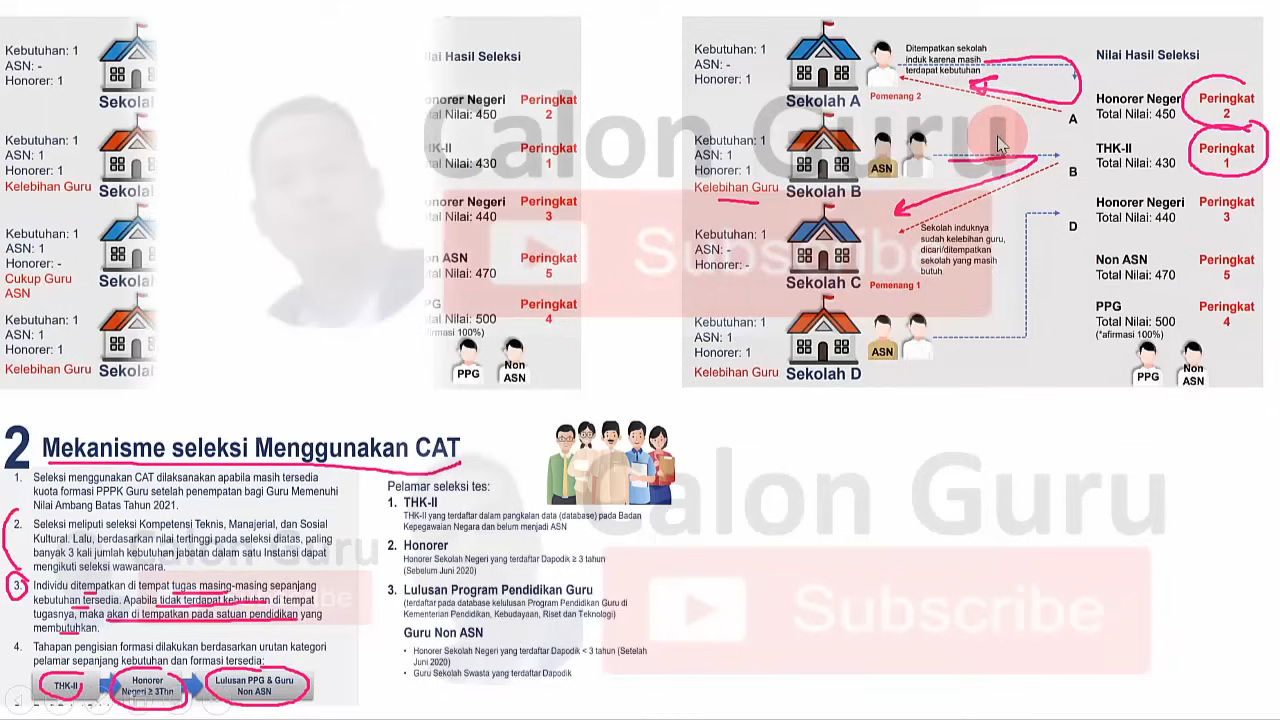 Kebutuhan: 1
ASN: -
Honorer: 1
Kebutuhan: 1
ASN: 1
Honorer: 1
Kelebihan Guru
Kebutuhan: 1
ASN: 1
Honorer: -
Cukup Guru
ASN
Kebutuhan: 1
ASN: 1
Honorer: 1
Kelebihan Guru
Hasil Seleksi
Negeri
Total Nilai: 450
Peringkat
2
Total Nilai: 430
Peringkat
1
Negeri
Total Nilai: 440
Peringkat
3
ASN
Total Nilai: 470
Peringkat
5
Total Nilai: 500
Peringkat
4
PPG
Non
ASN
Kebutuhan: 1
ASN: -
Honorer: 1
Sekolah A
Pemenang 2
Ditempatkan sekolah
induk karena masih
terdapat kebutuhan
Kebutuhan: 1
ASN: 1
Honorer: 1
Kelebihan Guru
Sekolah B
ASN
Kebutuhan: 1
ASN: -
Honorer: -
Sekolah C
Pemenang 1
Sekolah induknya
sudah kelebihan guru,
dicari/ditempatkan
sekolah yang masih
butuh
Kebutuhan: 1
ASN: 1
Honorer: 1
Kelebihan Guru
Sekolah D
ASN
A
B
D
Nilai Hasil Seleksi
Honorer Neger
Total Nilai: 450
Peringkat
2
THK-II
Total Nilai: 430
Peringkat
1
Honorer Negeri
Total Nilai: 440
Peringkat
3
Non ASN
Total Nilai: 470
Peringkat
5
PPG
Total Nilai: 500
(*afirmasi 100%)
Peringkat
4
PPG
Non
ASN
Calon Guru
Subscribe
2 Mekanisme seleksi Menggunakan CAT
1. Seleksi menggunakan CAT dilaksanakan apabila masih tersedia
kuota formasi PPPK Guru setelah penempatan bagi Guru Memenuhi
Nilai Ambang Batas Tahun 2021.
2. Seleksi meliputi seleksi Kompetensi Teknis, Manajerial, dan Sosial
Kultural. Lalu, berdasarkan nilai tertinggi pada seleksi diatas, paling
banyak 3 kali jumlah kebutuhan jabatan dalam satu Instansi dapat
mengikuti seleksi wawancara.
3. Individu ditempatkan di tempat tugas masing-masing sepanjang
kebutuhan tersedia. Apabila tidak terdapat kebutuhan di tempat
tugasnya, maka akan di tempatkan pada satuan pendidikan yang
membutuhkan.
4. Tahapan pengisian formasi dilakukan berdasarkan urutan kategori
pelamar sepanjang kebutuhan dan formasi tersedia:
THK-II
Honorer
Negeri ≥ 3Thn
Lulusan PPG & Guru
Non ASN
Pelamar seleksi tes:
1. THK-II
THK-II yang terdaftar dalam pangkalan data (database) pada Badan
Kepegawaian Negara dan belum menjadi ASN
2. Honorer
Honorer Sekolah Negeri yang terdaftar Dapodik ≥ 3 tahun
(Sebelum Juni 2020)
3. Lulusan Program Pendidikan Guru
(terdaftar pada database kelulusan Program Pendidikan Guru di
Kementerian Pendidikan, Kebudayaan, Riset dan Teknologi)
Guru Non ASN
• Honorer Sekolah Negeri yang terdaftar Dapodik < 3 tahun (Setelah
Juni 2020)
• Guru Sekolah Swasta yang terdaftar Dapodik
Calon Guru
Subscribe